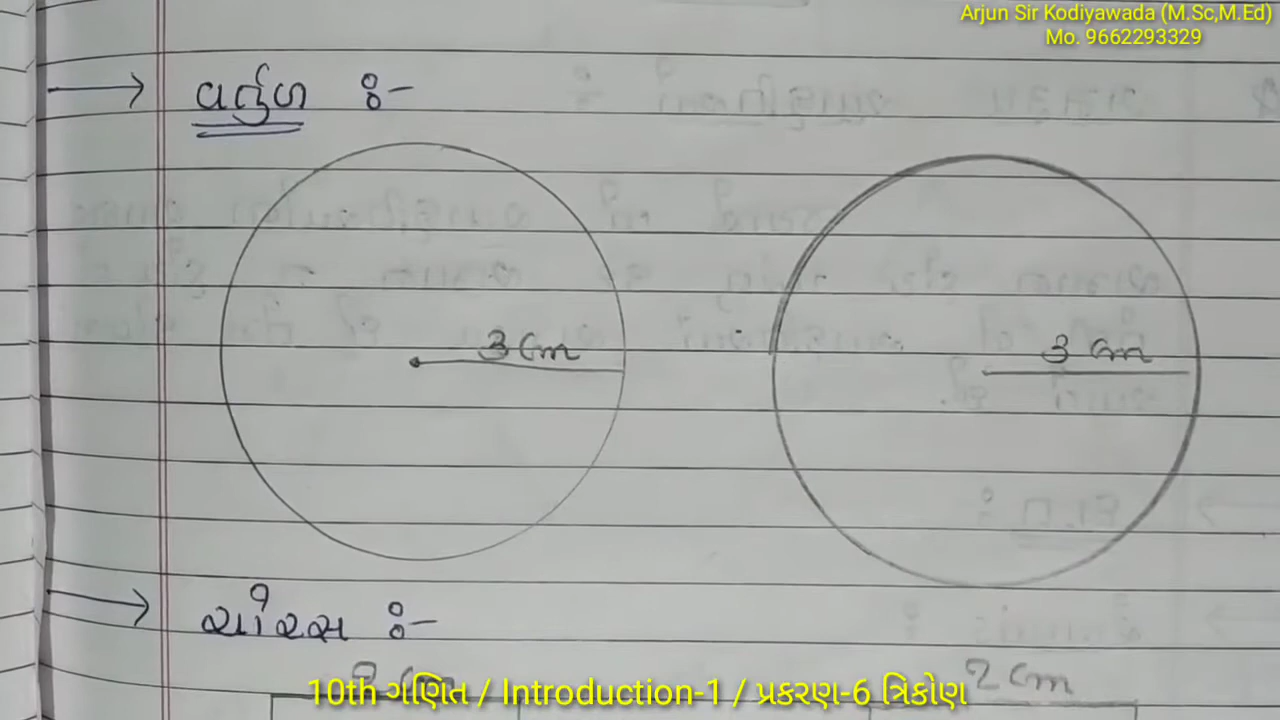 Arjun Sir Kodiyawada (M.Sc,M.Ed)
Mo. 9662293329
→ વર્તુળ :-
3 cm
3 cm
→ ચોરસ :-
cm
2 cm
10th ગણિત / Introduction-1 / પ્રકરણ-6 ત્રિકોણ